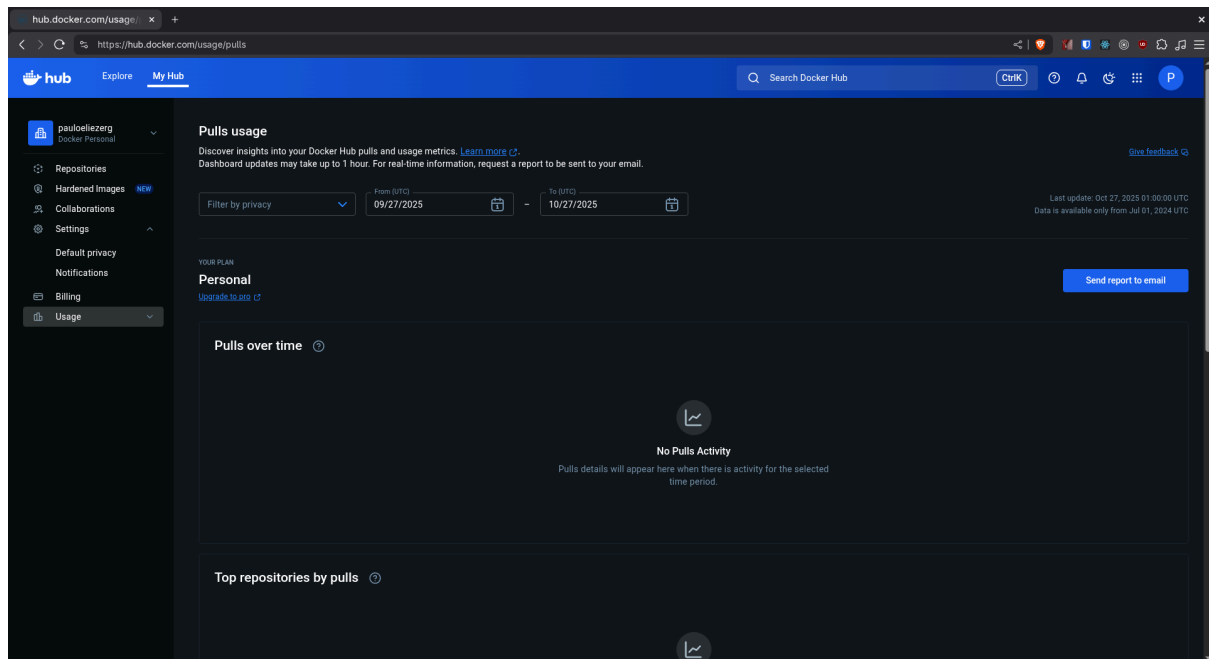 hub.docker.com/usage/
https://hub.docker.com/usage/pulls
hub
Explore
My Hub
Search Docker Hub
CtrlK
P
pauloeliezerg
Docker Personal
Repositories
Hardened Images NEW
Collaborations
Settings
Default privacy
Notifications
Billing
Usage
Pulls usage
Discover insights into your Docker Hub pulls and usage metrics. Learn more.
Dashboard updates may take up to 1 hour. For real-time information, request a report to be sent to your email.
Give feedback
Filter by privacy
From (UTC)
09/27/2025
–
To (UTC)
10/27/2025
Last update: Oct 27, 2025 01:00:00 UTC
Data is available only from Jul 01, 2024 UTC
YOUR PLAN
Personal
Upgrade to pro
Send report to email
Pulls over time
No Pulls Activity
Pulls details will appear here when there is activity for the selected
time period.
Top repositories by pulls